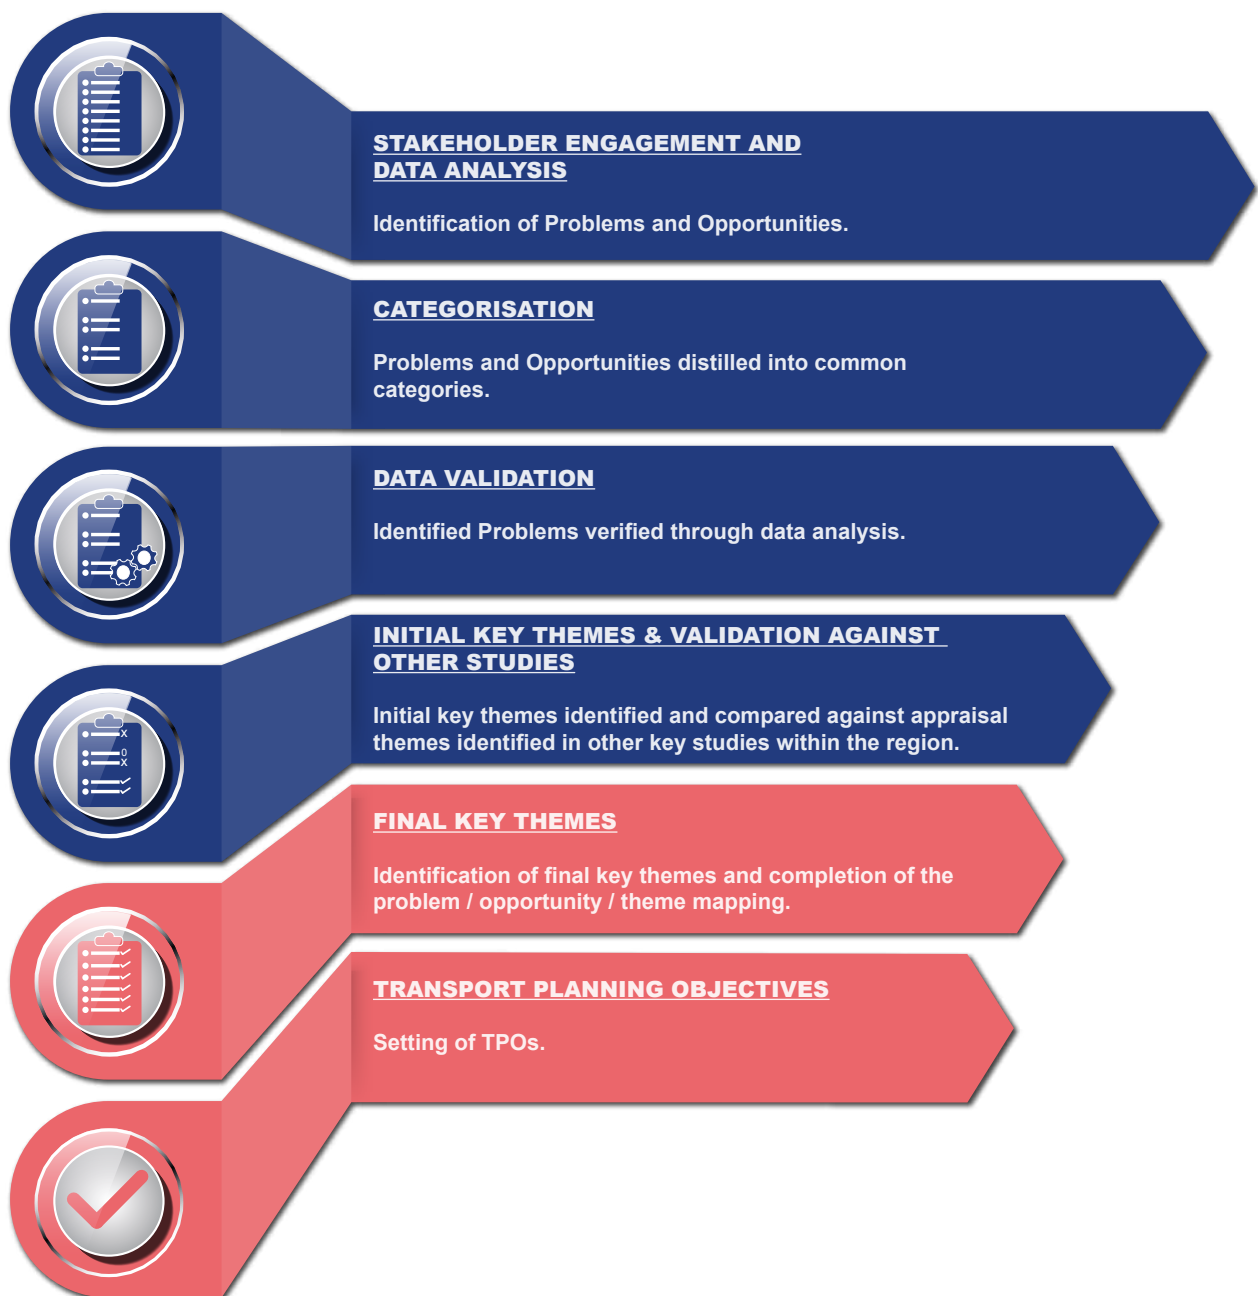 STAKEHOLDER ENGAGEMENT AND
DATA ANALYSIS
Identification of Problems and Opportunities.
CATEGORISATION
Problems and Opportunities distilled into common
categories.
DATA VALIDATION
Identified Problems verified through data analysis.
INITIAL KEY THEMES & VALIDATION AGAINST
OTHER STUDIES
Initial key themes identified and compared against appraisal
themes identified in other key studies within the region.
X
0
X
FINAL KEY THEMES
Identification of final key themes and completion of the
problem / opportunity / theme mapping.
TRANSPORT PLANNING OBJECTIVES
Setting of TPOs.